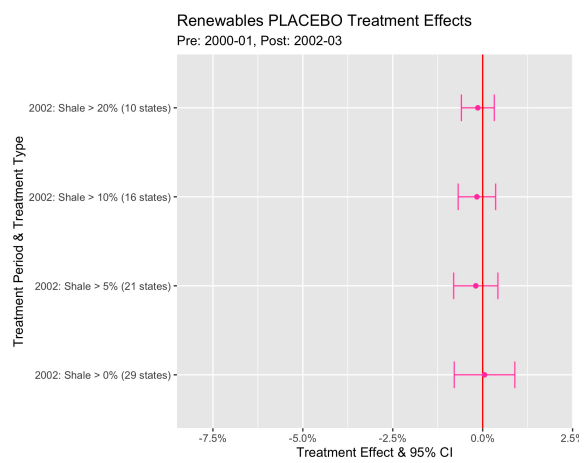 Renewables PLACEBO Treatment Effects
Pre: 2000-01, Post: 2002-03
Treatment Period & Treatment Type
2002: Shale > 20% (10 states)
2002: Shale > 10% (16 states)
2002: Shale > 5% (21 states)
2002: Shale > 0% (29 states)
-7.5% -5.0% -2.5% 0.0% 2.5%
Treatment Effect & 95% CI